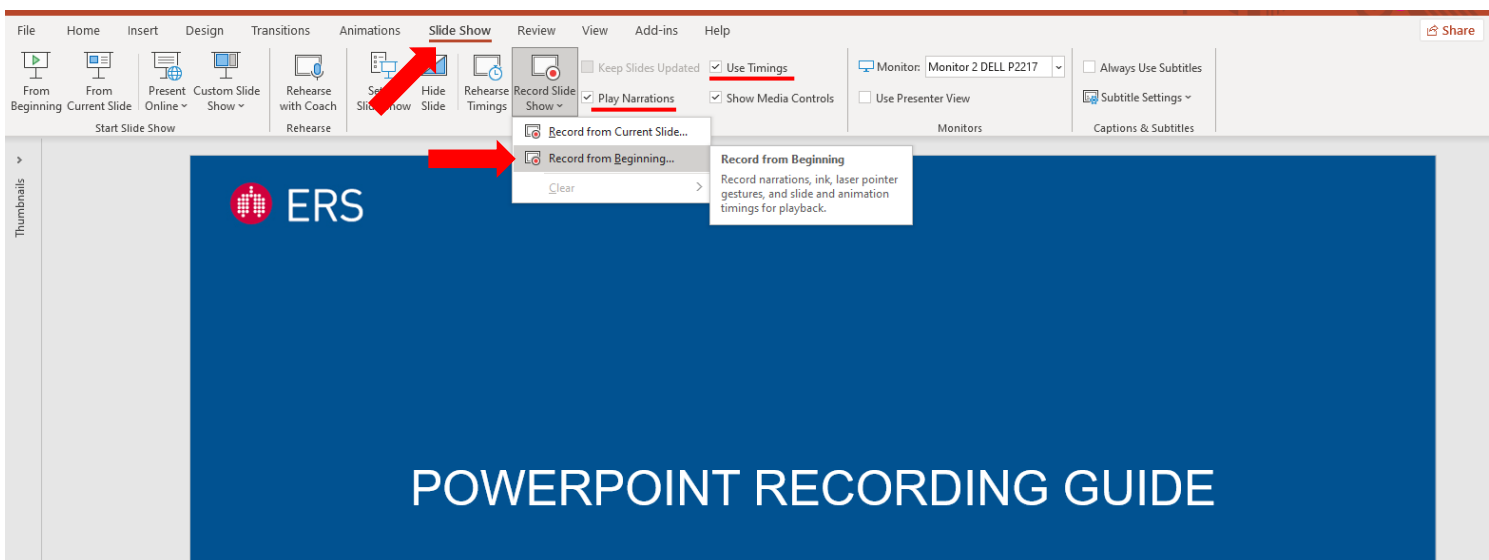 File Home Insert Design Transitions Animations Slide Show Review View Add-ins Help Share
From Beginning
From Current Slide
Present Online
Custom Slide Show
Start Slide Show
Rehearse with Coach
Rehearse
Slide Show
Hide Slide
Rehearse Timings
Record Slide Show
Keep Slides Updated
Play Narrations
Use Timings
Show Media Controls
Monitor: Monitor 2 DELL P2217
Use Presenter View
Monitors
Always Use Subtitles
Subtitle Settings
Captions & Subtitles
Record from Current Slide...
Record from Beginning...
Clear
Record from Beginning
Record narrations, ink, laser pointer
gestures, and slide and animation
timings for playback.
Thumbnails
ERS
POWERPOINT RECORDING GUIDE